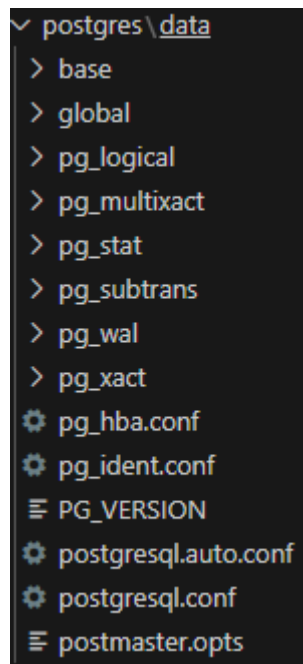 postgres\data
base
global
pg_logical
pg_multixact
pg_stat
pg_subtrans
pg_wal
pg_xact
pg_hba.conf
pg_ident.conf
PG_VERSION
postgresql.auto.conf
postgresql.conf
postmaster.opts